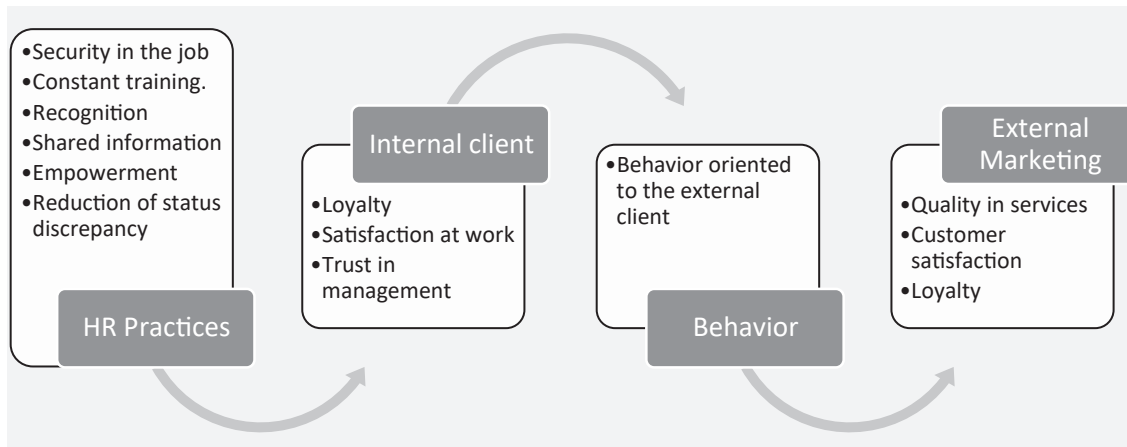 •Security in the job
•Constant training.
•Recognition
•Shared information
•Empowerment
•Reduction of status
discrepancy
HR Practices
Internal client
•Loyalty
•Satisfaction at work
•Trust in
management
•Behavior oriented
to the external
client
Behavior
External
Marketing
•Quality in services
•Customer
satisfaction
•Loyalty